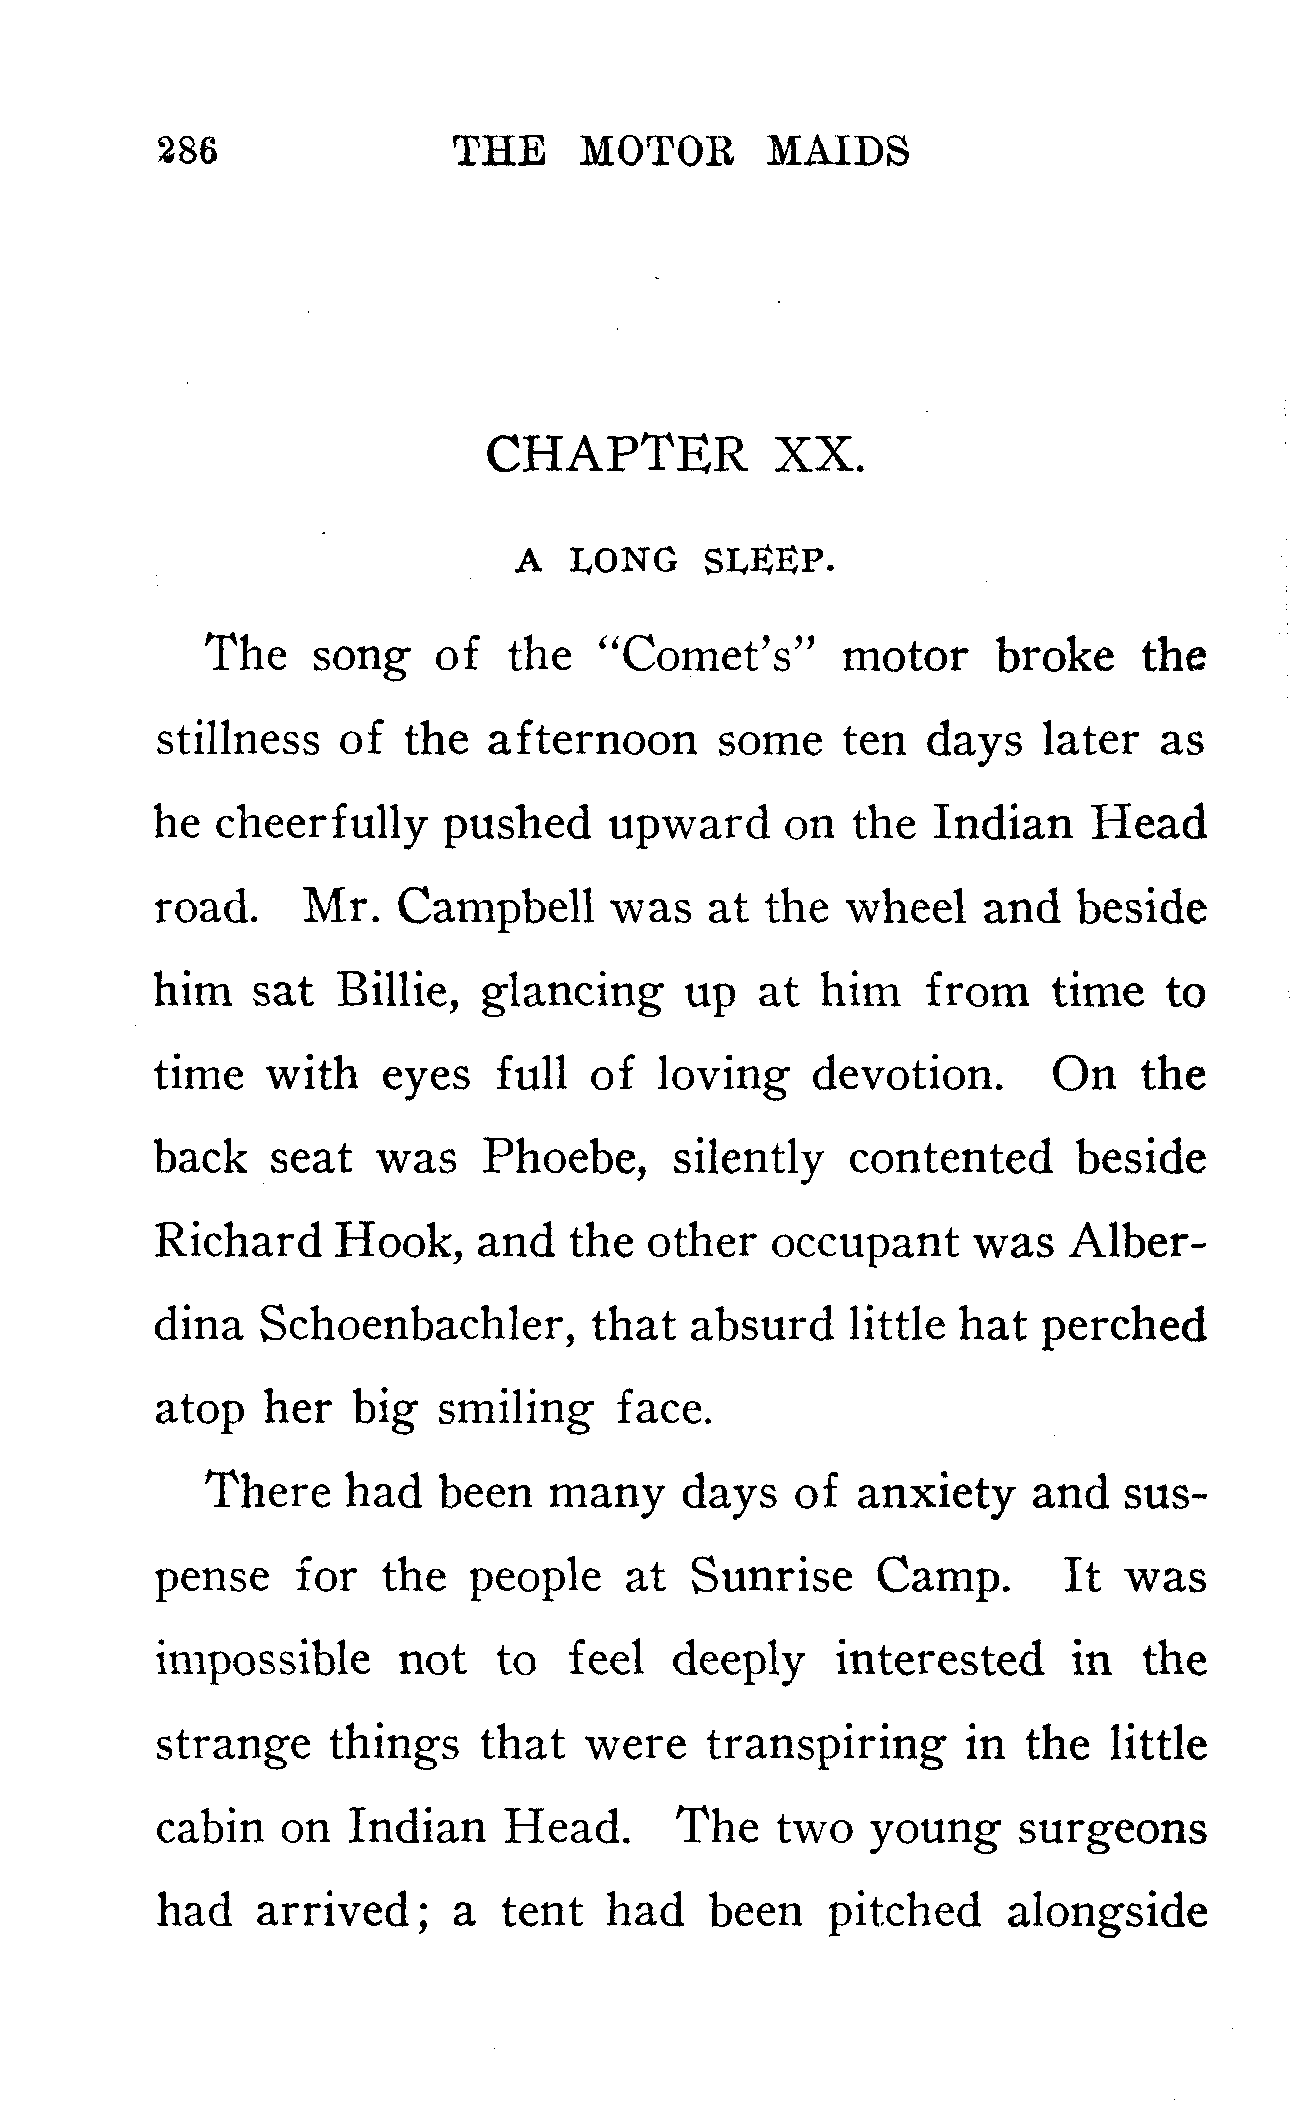 286 THE MOTOR MAIDS
CHAPTER XX.
A LONG SLEEP.
The song of the "Comet's" motor broke the
stillness of the afternoon some ten days later as
he cheerfully pushed upward on the Indian Head
road. Mr. Campbell was at the wheel and beside
him sat Billie, glancing up at him from time to
time with eyes full of loving devotion. On the
back seat was Phoebe, silently contented beside
Richard Hook, and the other occupant was Alber-
dina Schoenbachler, that absurd little hat perched
atop her big smiling face.
There had been many days of anxiety and sus-
pense for the people at Sunrise Camp. It was
impossible not to feel deeply interested in the
strange things that were transpiring in the little
cabin on Indian Head. The two young surgeons
had arrived; a tent had been pitched alongside